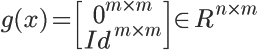 g(x) = [ 0^{m×m} ; Id^{m×m} ] ∈ R^{n×m}